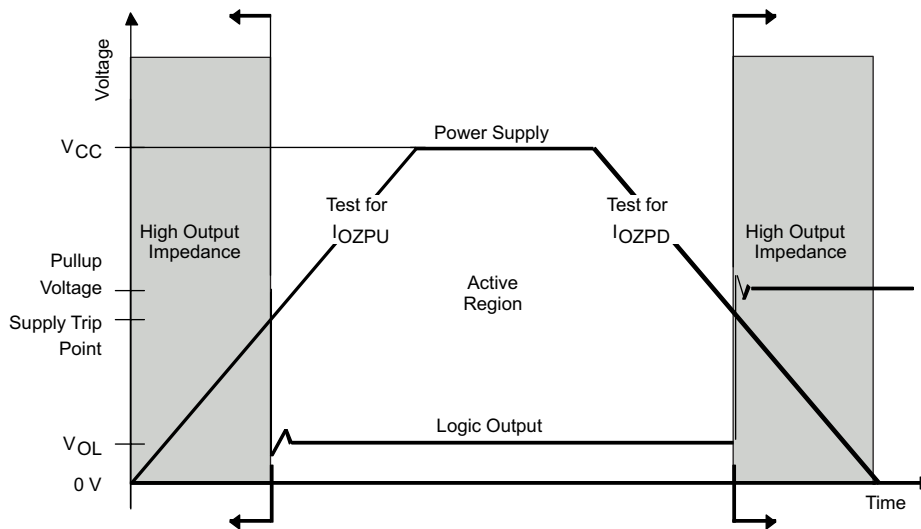 Voltage
VCC
Power Supply
Test for
IOZPU
Test for
IOZPD
High Output
Impedance
High Output
Impedance
Pullup
Voltage
Active
Region
Supply Trip
Point
Logic Output
VOL
0 V
Time